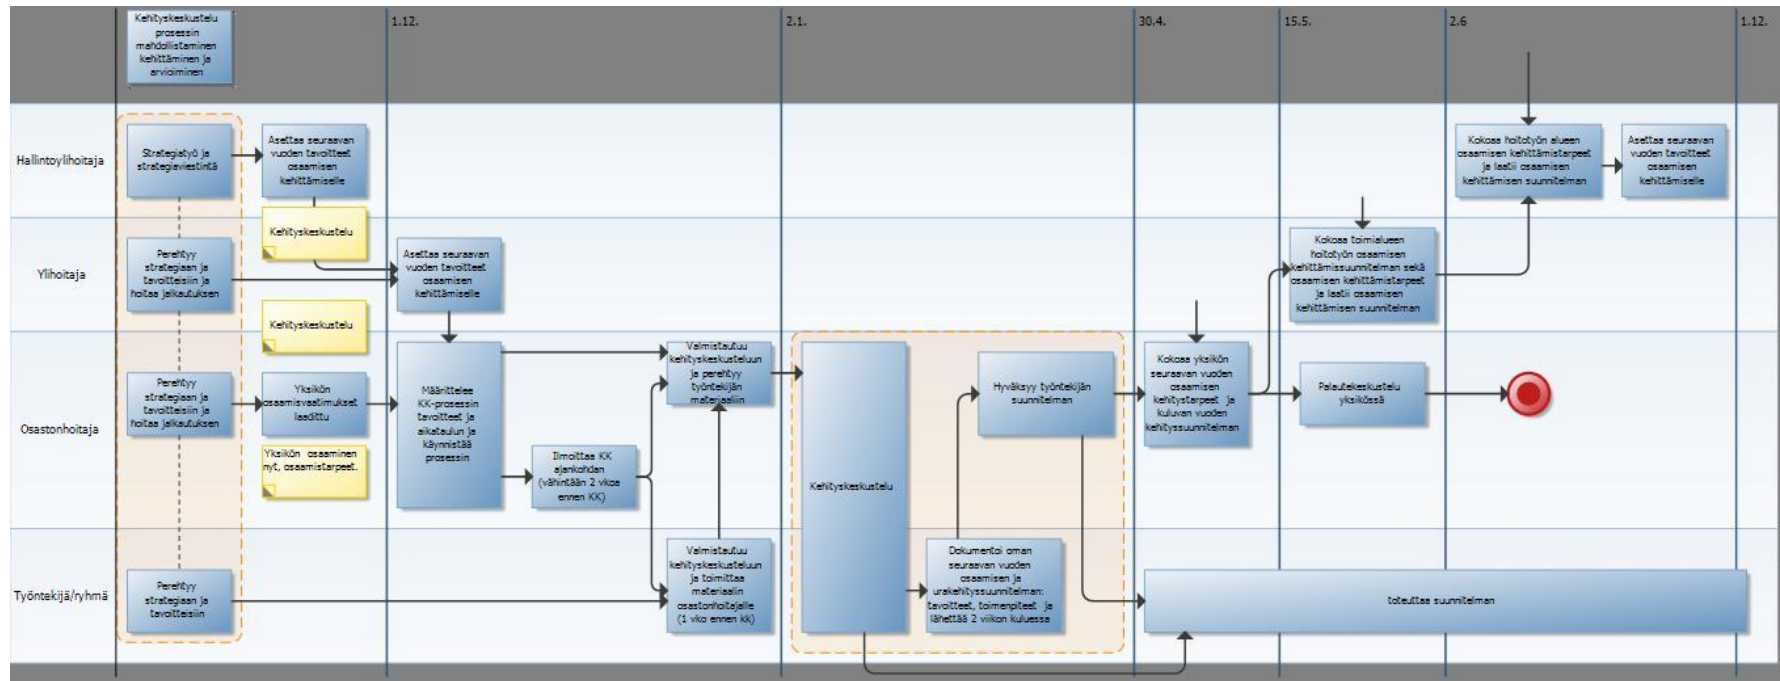 Kehityskeskustelu
prosessin
mahdollistaminen
kehittäminen ja
arvioiminen
1.12.
2.1.
30.4.
15.5.
2.6
1.12.
Hallintoylihoitaja
Strategiatyö ja
strategiaviestintä
Asettaa seuraavan
vuoden tavoitteet
osaamisen
kehittämiselle
Kokoaa hoitotyön alueen
osaamisen kehittämistarpeet
ja laatii osaamisen
kehittämisen suunnitelman
Asettaa seuraavan
vuoden tavoitteet
osaamisen
kehittämiselle
Ylihoitaja
Perehtyy
strategiaan ja
tavoitteisiin ja
hoitaa jalkautuksen
Kehityskeskustelu
Asettaa seuraavan
vuoden tavoitteet
osaamisen
kehittämiselle
Kokoaa toimialueen
hoitotyön osaamisen
kehittämissuunnitelman sekä
osaamisen kehittämistarpeet
ja laatii osaamisen
kehittämisen suunnitelman
Kehityskeskustelu
Osastonhoitaja
Perehtyy
strategiaan ja
tavoitteisiin ja
hoitaa jalkautuksen
Yksikön
osaamisvaatimukset
laadittu
Yksikön osaaminen
nyt, osaamistarpeet.
Määrittelee
KK-prosessin
tavoitteet ja
aikataulun ja
käynnistää
prosessin
Ilmoittaa KK
ajankohdan
(vähintään 2 vkoa
ennen KK)
Valmistautuu
kehityskeskusteluun
ja perehtyy
työntekijän
materiaaliin
Kehityskeskustelu
Hyväksyy työntekijän
suunnitelman
Kokoaa yksikön
seuraavan vuoden
osaamisen
kehitystarpeet ja
kuluvan vuoden
kehityssuunnitelman
Palautekeskustelu
yksikössä
Työntekijä/ryhmä
Perehtyy
strategiaan ja
tavoitteisiin
Valmistautuu
kehityskeskusteluun
ja toimittaa
materiaalin
osastonhoitajalle
(1 vko ennen kk)
Dokumentoi oman
seuraavan vuoden
osaamisen ja
urakehityssuunnitelman:
tavoitteet, toimenpiteet ja
lähettää 2 viikon kuluessa
toteuttaa suunnitelman